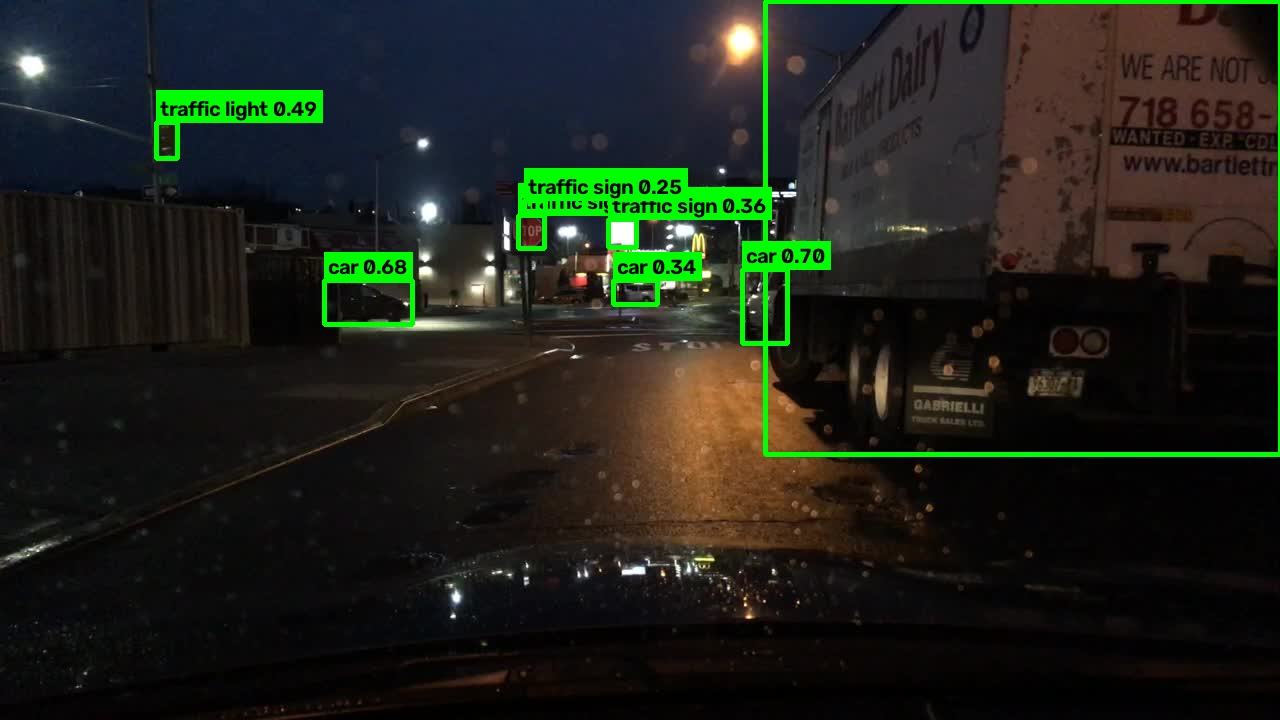 traffic light 0.49
traffic sign 0.25
traffic sign 0.36
car 0.68
car 0.34
car 0.70
STOP
STOP
Bartlett Dairy
PRODUCTS
WE ARE NOT
718 658-
WANTED - EXP "CDL
www.bartlett
GABRIELLI
TRUCK SALES LTD.